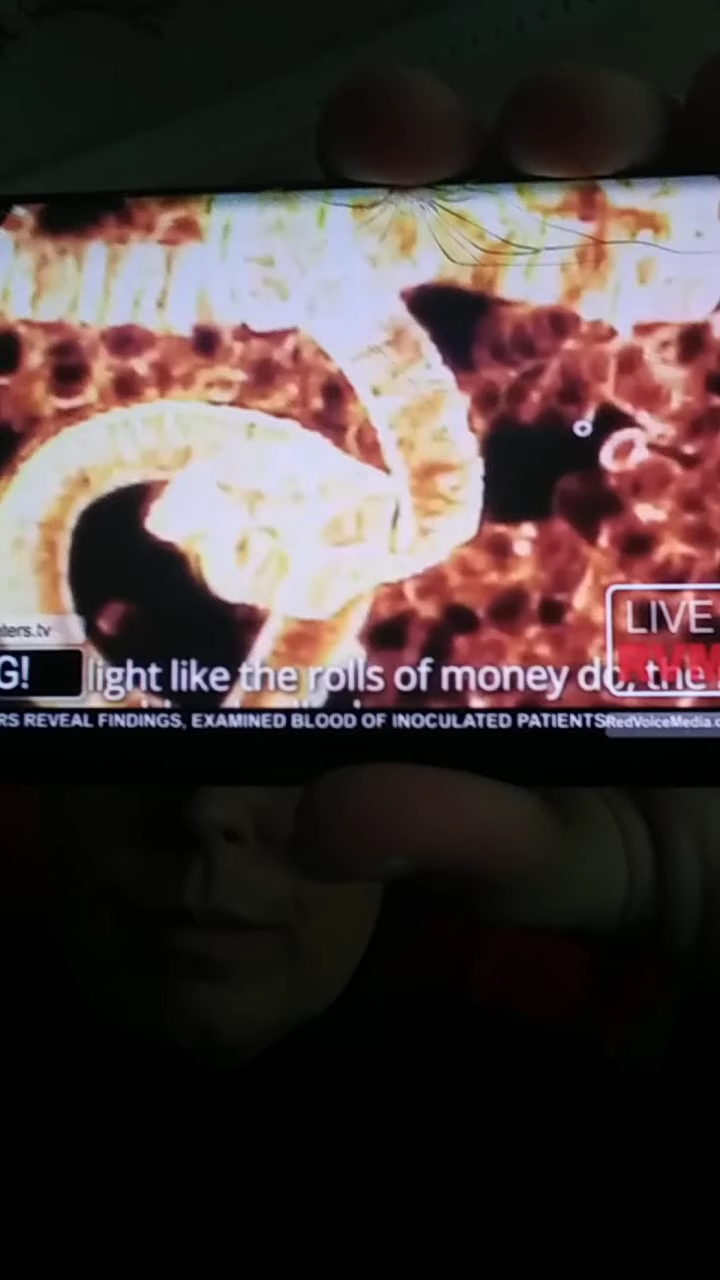 ters.tv
LIVE
RVM
G!
light like the rolls of money do, the
RS REVEAL FINDINGS, EXAMINED BLOOD OF INOCULATED PATIENTS
RedVoiceMedia.c